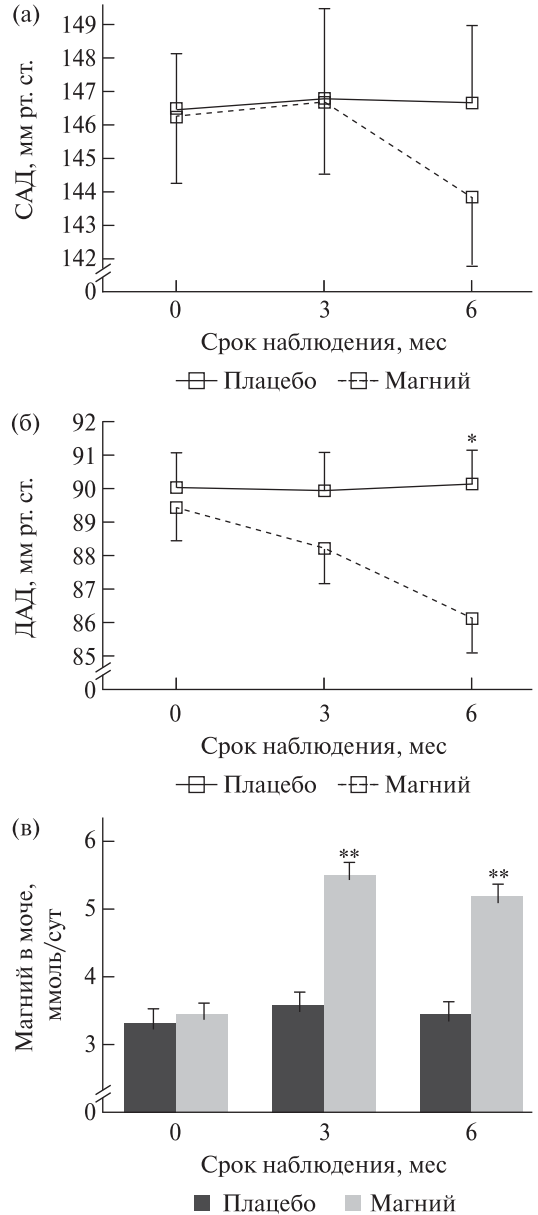 (а)
149
148
147
146
145
144
143
142
0
САД, мм рт. ст.
0 3 6
Срок наблюдения, мес
Плацебо Магний
(б)
92
91
90
89
88
87
86
85
0
ДАД, мм рт. ст.
*
0 3 6
Срок наблюдения, мес
Плацебо Магний
(в)
6
5
4
3
0
Магний в моче,
ммоль/сут
**
**
0 3 6
Срок наблюдения, мес
Плацебо Магний